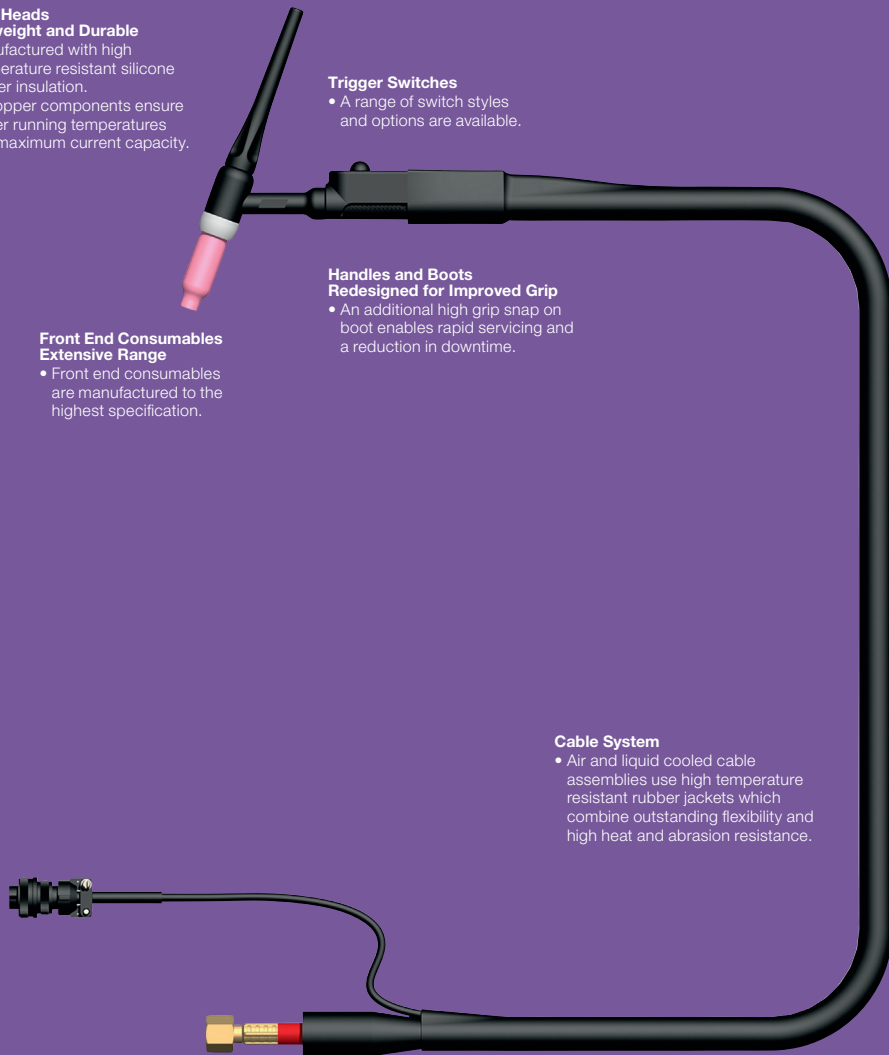 Heads
eight and Durable
ufactured with high
erature resistant silicone
er insulation.
opper components ensure
er running temperatures
maximum current capacity.
Trigger Switches
• A range of switch styles
and options are available.
Handles and Boots
Redesigned for Improved Grip
• An additional high grip snap on
boot enables rapid servicing and
a reduction in downtime.
Front End Consumables
Extensive Range
• Front end consumables
are manufactured to the
highest specification.
Cable System
• Air and liquid cooled cable
assemblies use high temperature
resistant rubber jackets which
combine outstanding flexibility and
high heat and abrasion resistance.